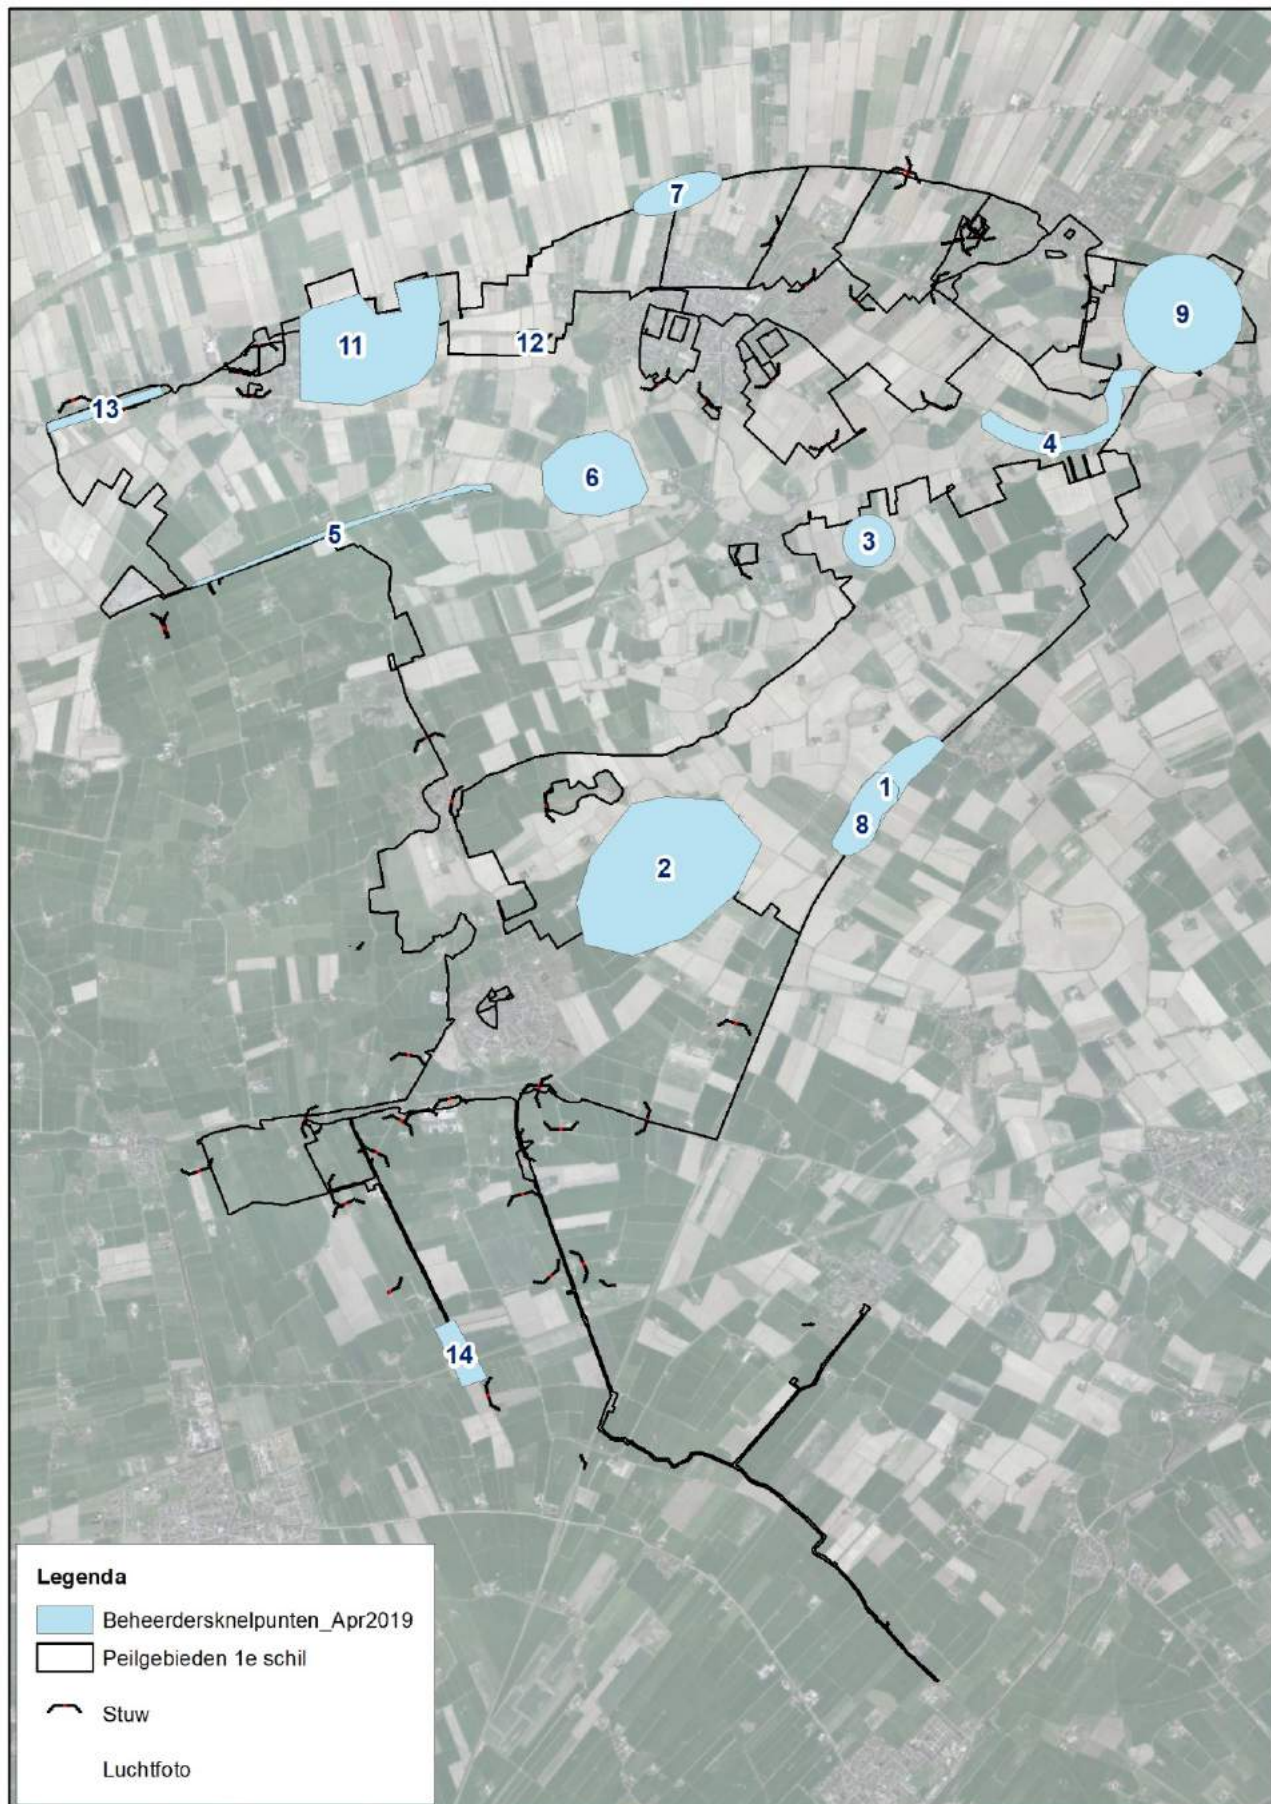 7
9
11
12
13
4
6
5
3
1
8
2
14
Legenda
Beheerdersknelpunten_Apr2019
Peilgebieden 1e schil
Stuw
Luchtfoto